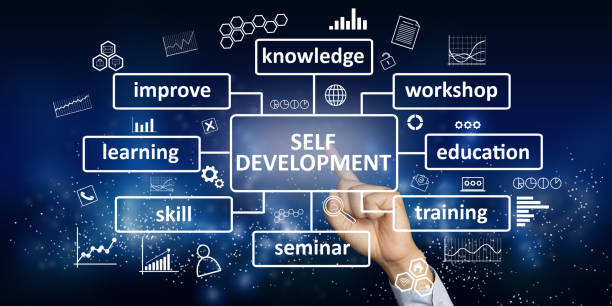 knowledge
improve
workshop
SELF
DEVELOPMENT
learning
education
skill
training
seminar